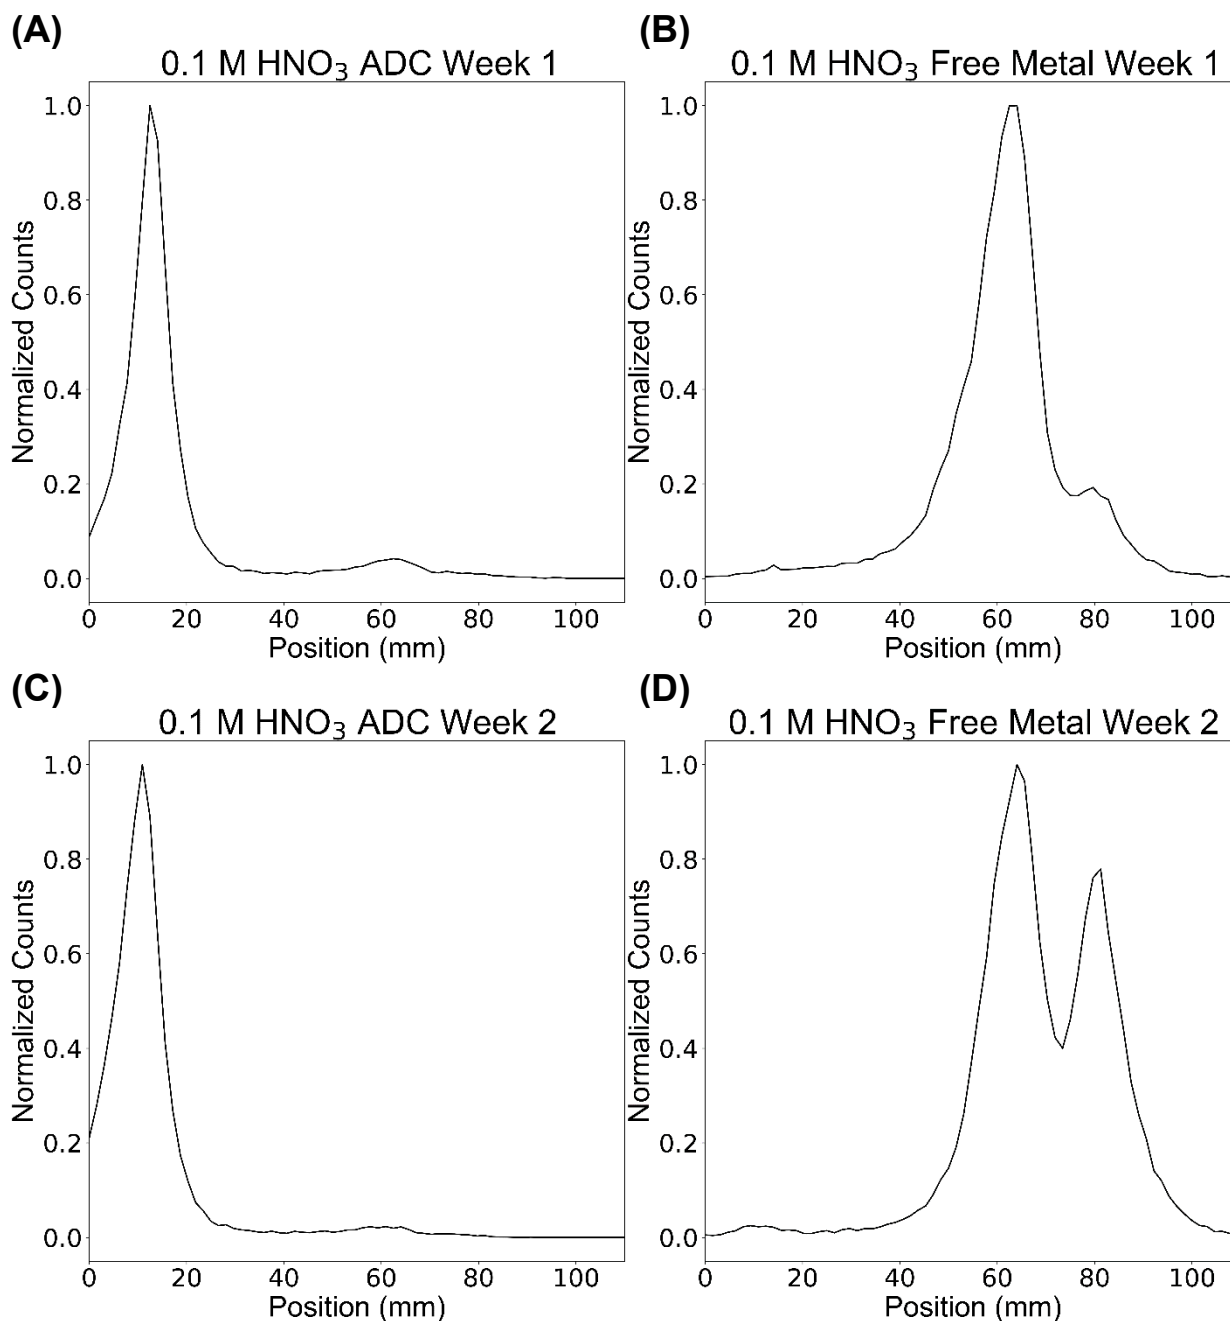 (A)
0.1 M HNO₃ ADC Week 1
1.0
0.8
0.6
0.4
0.2
0.0
Normalized Counts
0 20 40 60 80 100
Position (mm)
(B)
0.1 M HNO₃ Free Metal Week 1
1.0
0.8
0.6
0.4
0.2
0.0
Normalized Counts
0 20 40 60 80 100
Position (mm)
(C)
0.1 M HNO₃ ADC Week 2
1.0
0.8
0.6
0.4
0.2
0.0
Normalized Counts
0 20 40 60 80 100
Position (mm)
(D)
0.1 M HNO₃ Free Metal Week 2
1.0
0.8
0.6
0.4
0.2
0.0
Normalized Counts
0 20 40 60 80 100
Position (mm)